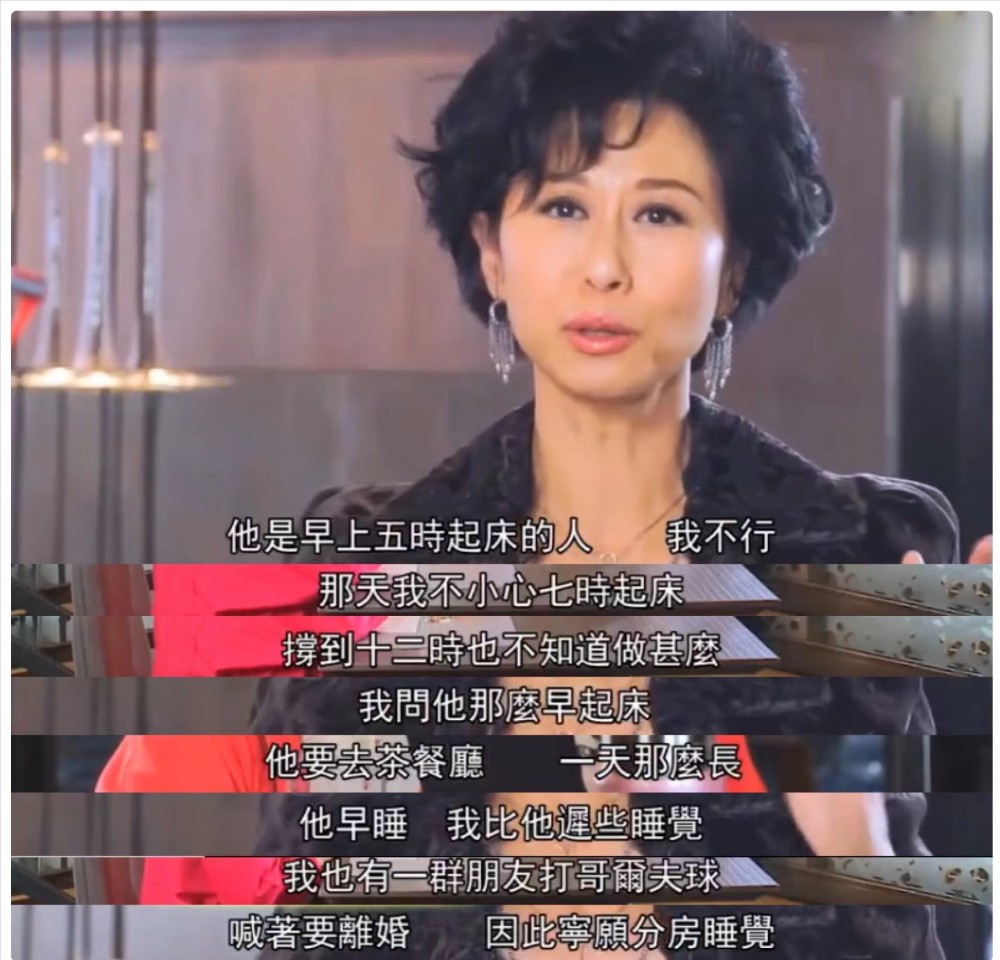 他是早上五時起床的人　　我不行
那天我不小心七時起床
撐到十二時也不知道做甚麼
我問他那麼早起床
他要去茶餐廳　　一天那麼長
他早睡　我比他遲些睡覺
我也有一群朋友打哥爾夫球
喊著要離婚　　因此寧願分房睡覺